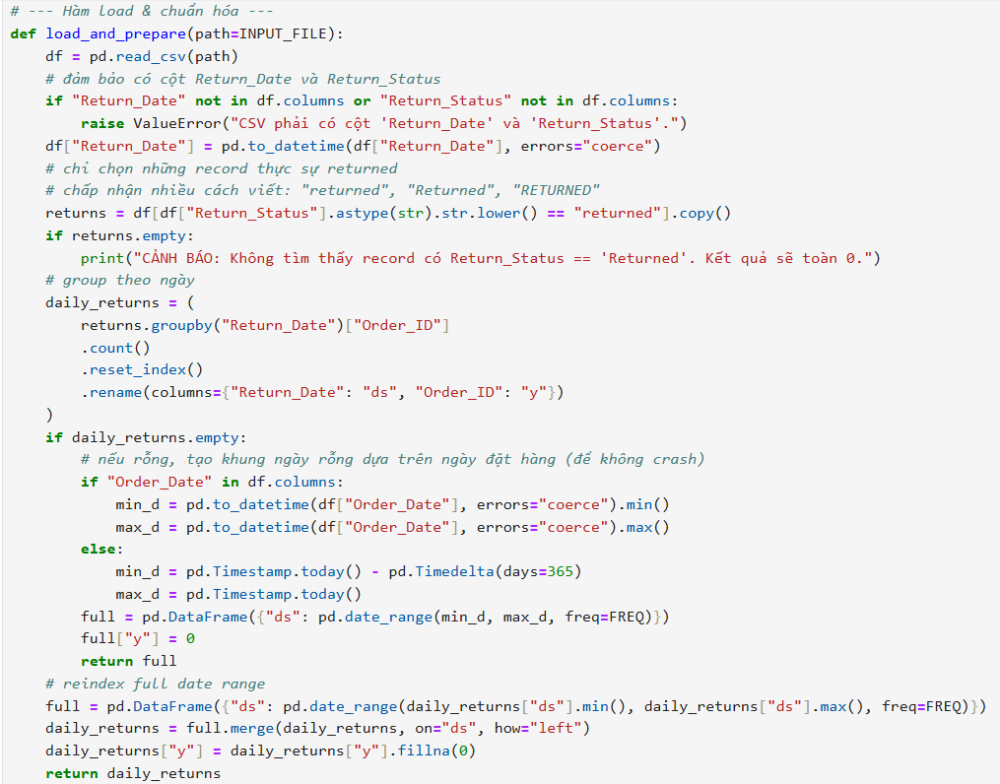 # --- Hàm load & chuẩn hóa ---
def load_and_prepare(path=INPUT_FILE):
    df = pd.read_csv(path)
    # đảm bảo có cột Return_Date và Return_Status
    if "Return_Date" not in df.columns or "Return_Status" not in df.columns:
        raise ValueError("CSV phải có cột 'Return_Date' và 'Return_Status'.")
    df["Return_Date"] = pd.to_datetime(df["Return_Date"], errors="coerce")
    # chỉ chọn những record thực sự returned
    # chấp nhận nhiều cách viết: "returned", "Returned", "RETURNED"
    returns = df[df["Return_Status"].astype(str).str.lower() == "returned"].copy()
    if returns.empty:
        print("CẢNH BÁO: Không tìm thấy record có Return_Status == 'Returned'. Kết quả sẽ toàn 0.")
    # group theo ngày
    daily_returns = (
        returns.groupby("Return_Date")["Order_ID"]
        .count()
        .reset_index()
        .rename(columns={"Return_Date": "ds", "Order_ID": "y"})
    )
    if daily_returns.empty:
        # nếu rỗng, tạo khung ngày rỗng dựa trên ngày đặt hàng (để không crash)
        if "Order_Date" in df.columns:
            min_d = pd.to_datetime(df["Order_Date"], errors="coerce").min()
            max_d = pd.to_datetime(df["Order_Date"], errors="coerce").max()
        else:
            min_d = pd.Timestamp.today() - pd.Timedelta(days=365)
            max_d = pd.Timestamp.today()
        full = pd.DataFrame({"ds": pd.date_range(min_d, max_d, freq=FREQ)})
        full["y"] = 0
        return full
    # reindex full date range
    full = pd.DataFrame({"ds": pd.date_range(daily_returns["ds"].min(), daily_returns["ds"].max(), freq=FREQ)})
    daily_returns = full.merge(daily_returns, on="ds", how="left")
    daily_returns["y"] = daily_returns["y"].fillna(0)
    return daily_returns